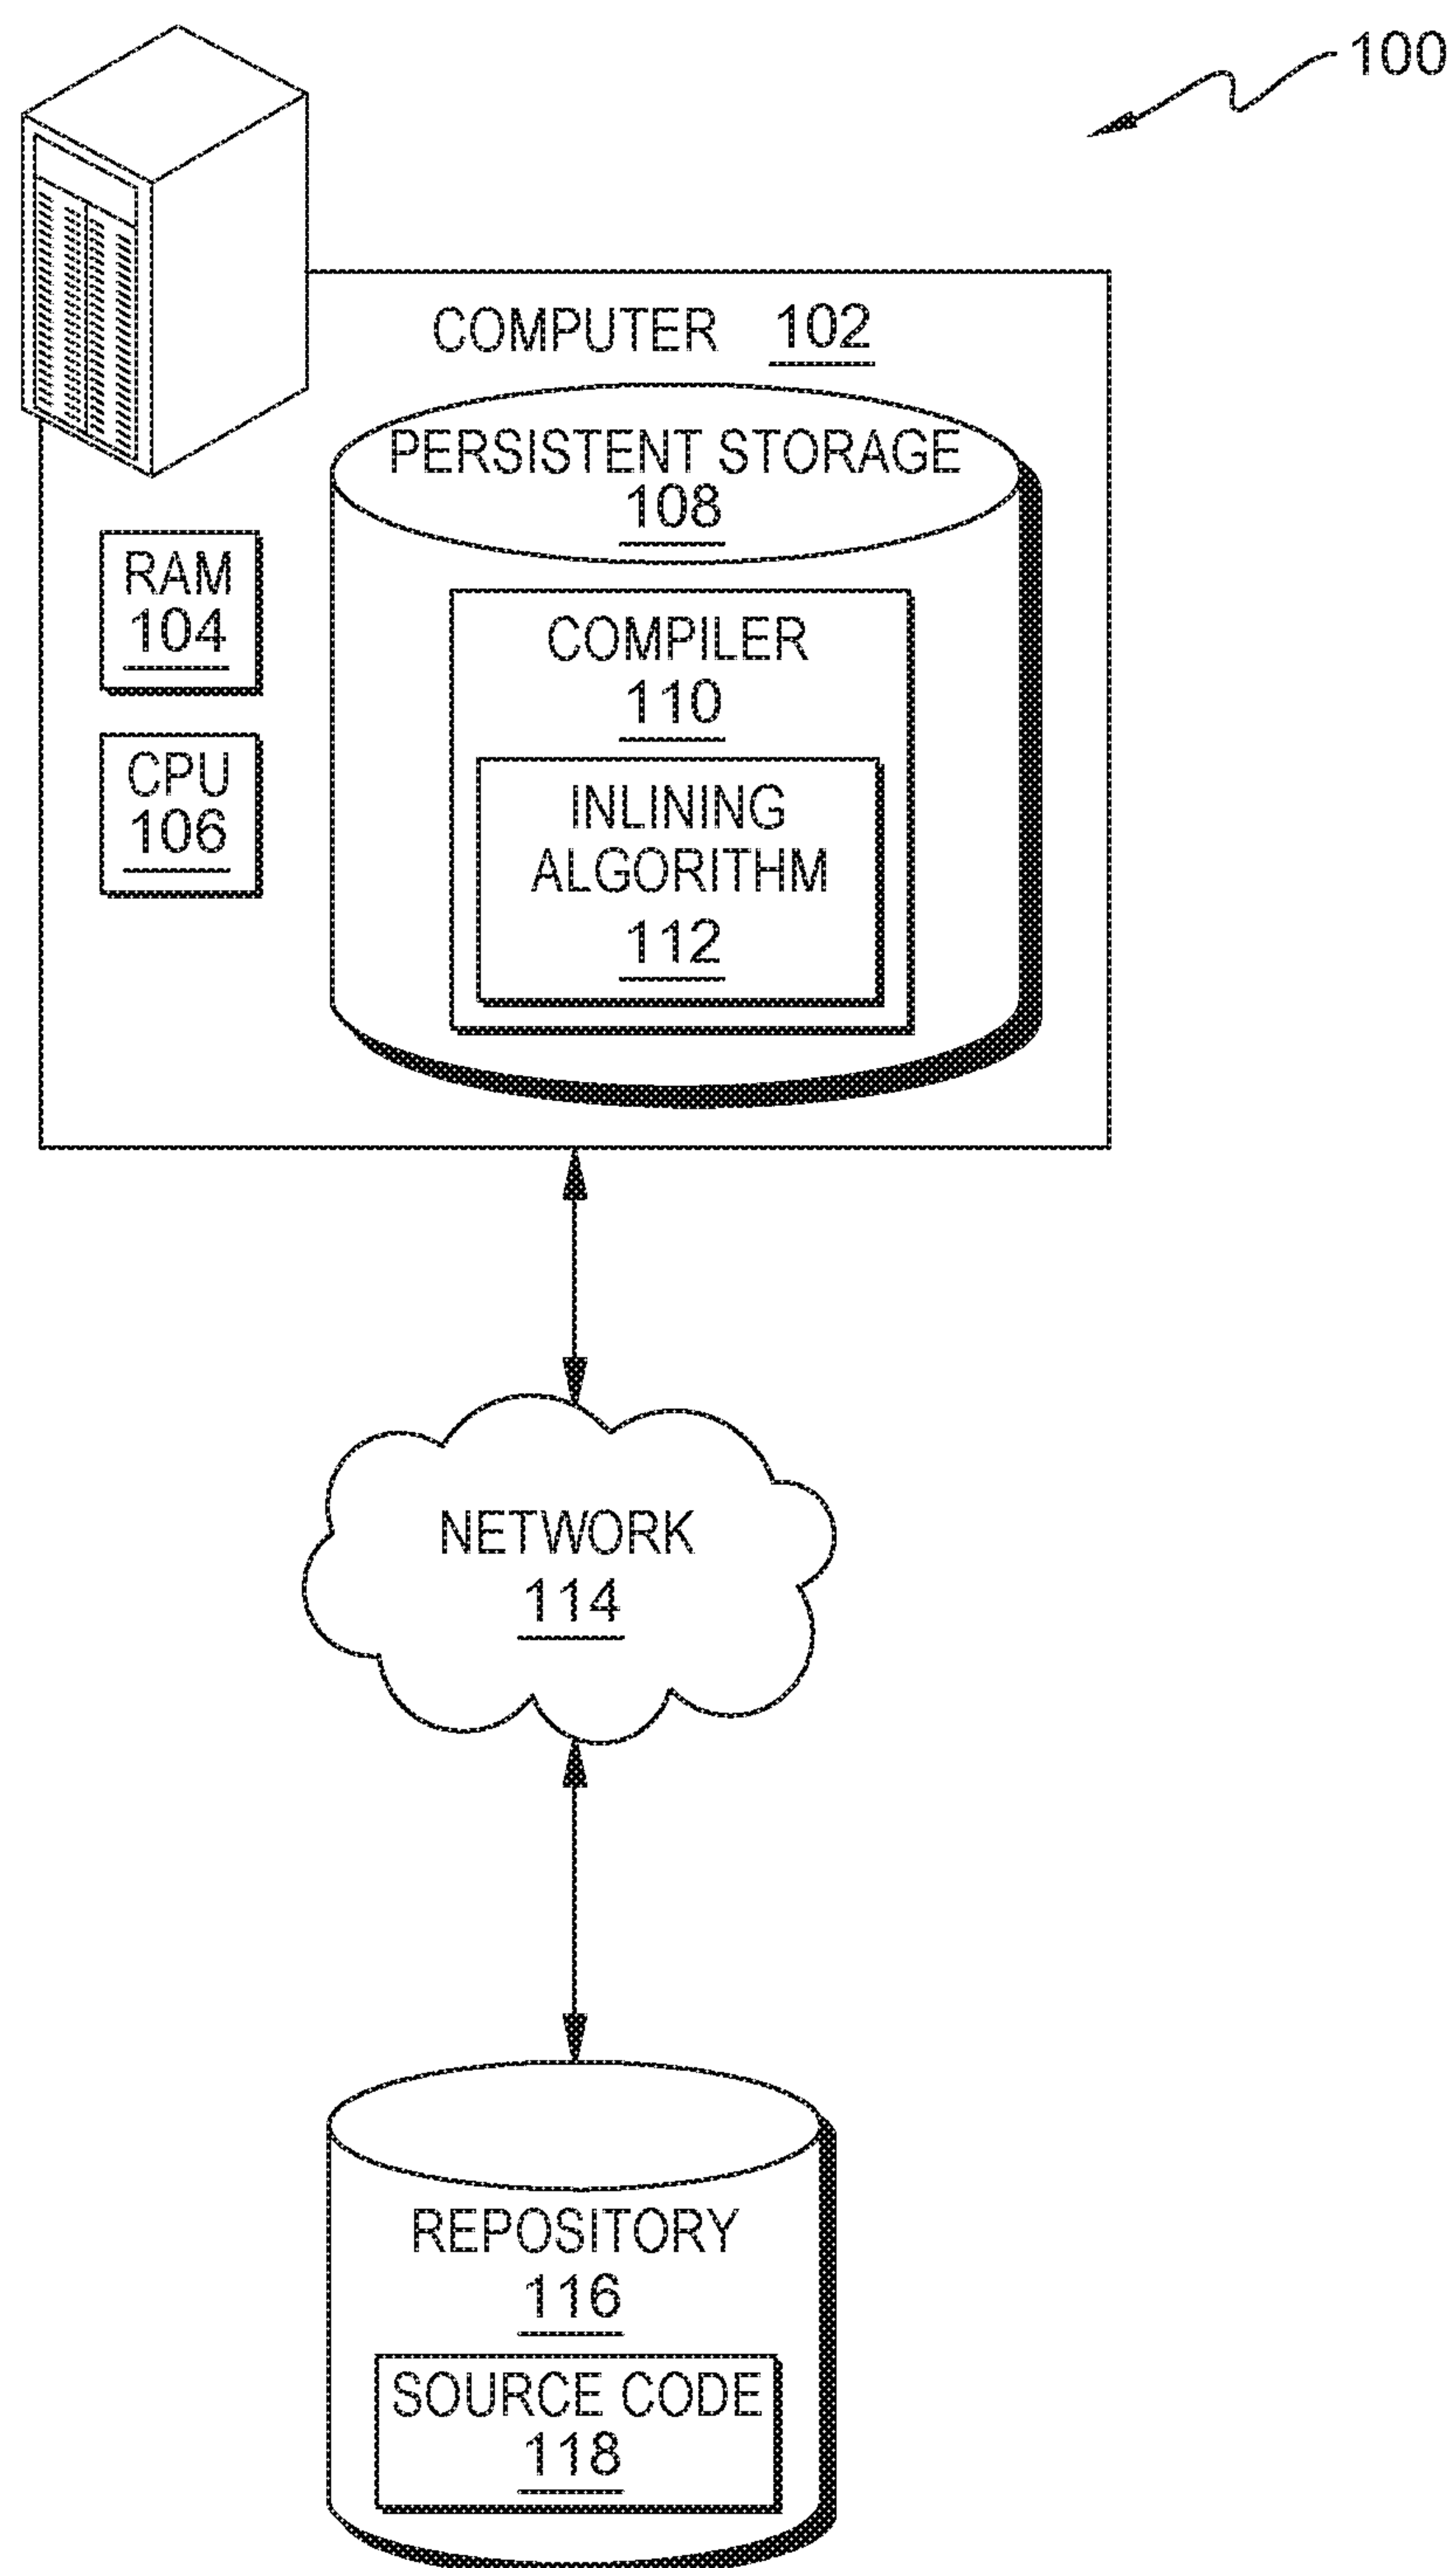 100
COMPUTER 102
PERSISTENT STORAGE
108
RAM
104
CPU
106
COMPILER
110
INLINING
ALGORITHM
112
NETWORK
114
REPOSITORY
116
SOURCE CODE
118